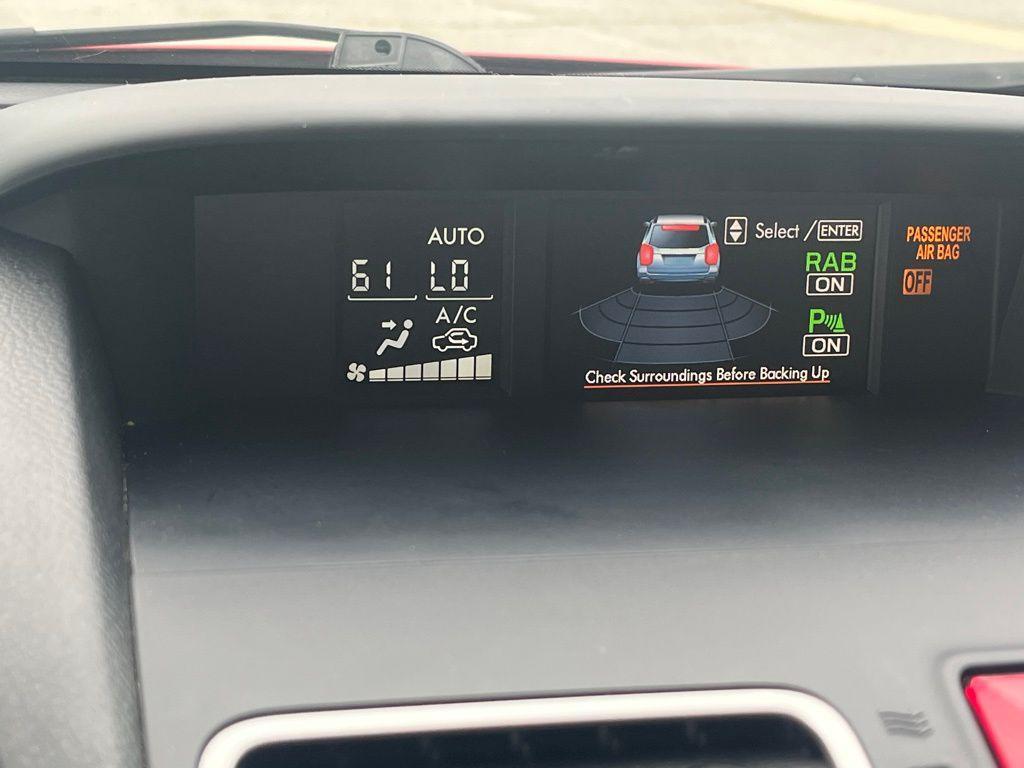 AUTO
61 LO
A/C
Select / ENTER
RAB
ON
P
ON
Check Surroundings Before Backing Up
PASSENGER
AIR BAG
OFF